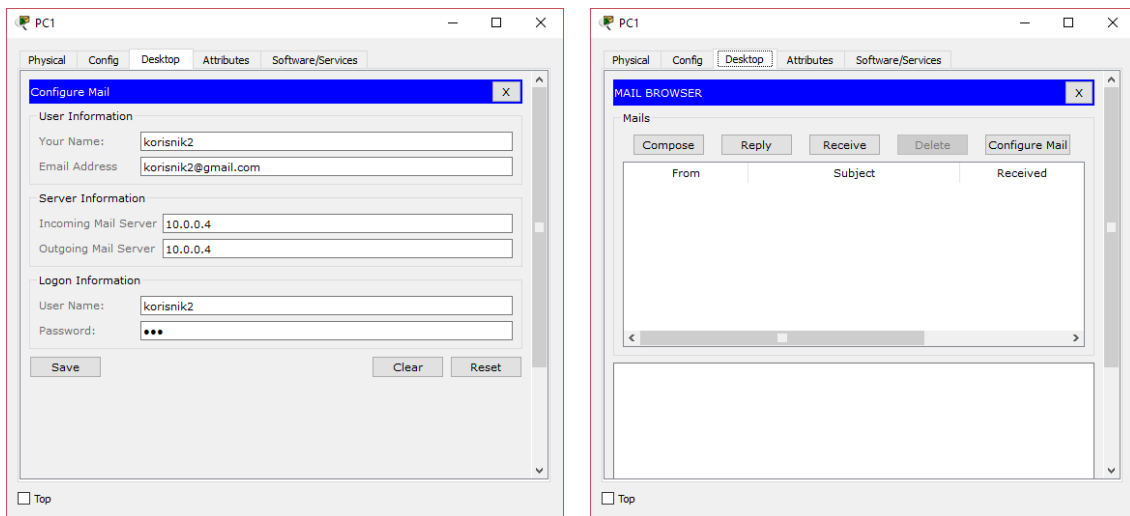 PC1
Physical Config Desktop Attributes Software/Services
Configure Mail X
User Information
Your Name: korisnik2
Email Address korisnik2@gmail.com
Server Information
Incoming Mail Server 10.0.0.4
Outgoing Mail Server 10.0.0.4
Logon Information
User Name: korisnik2
Password: •••
Save Clear Reset
Top
PC1
Physical Config Desktop Attributes Software/Services
MAIL BROWSER X
Mails
Compose Reply Receive Delete Configure Mail
From Subject Received
Top